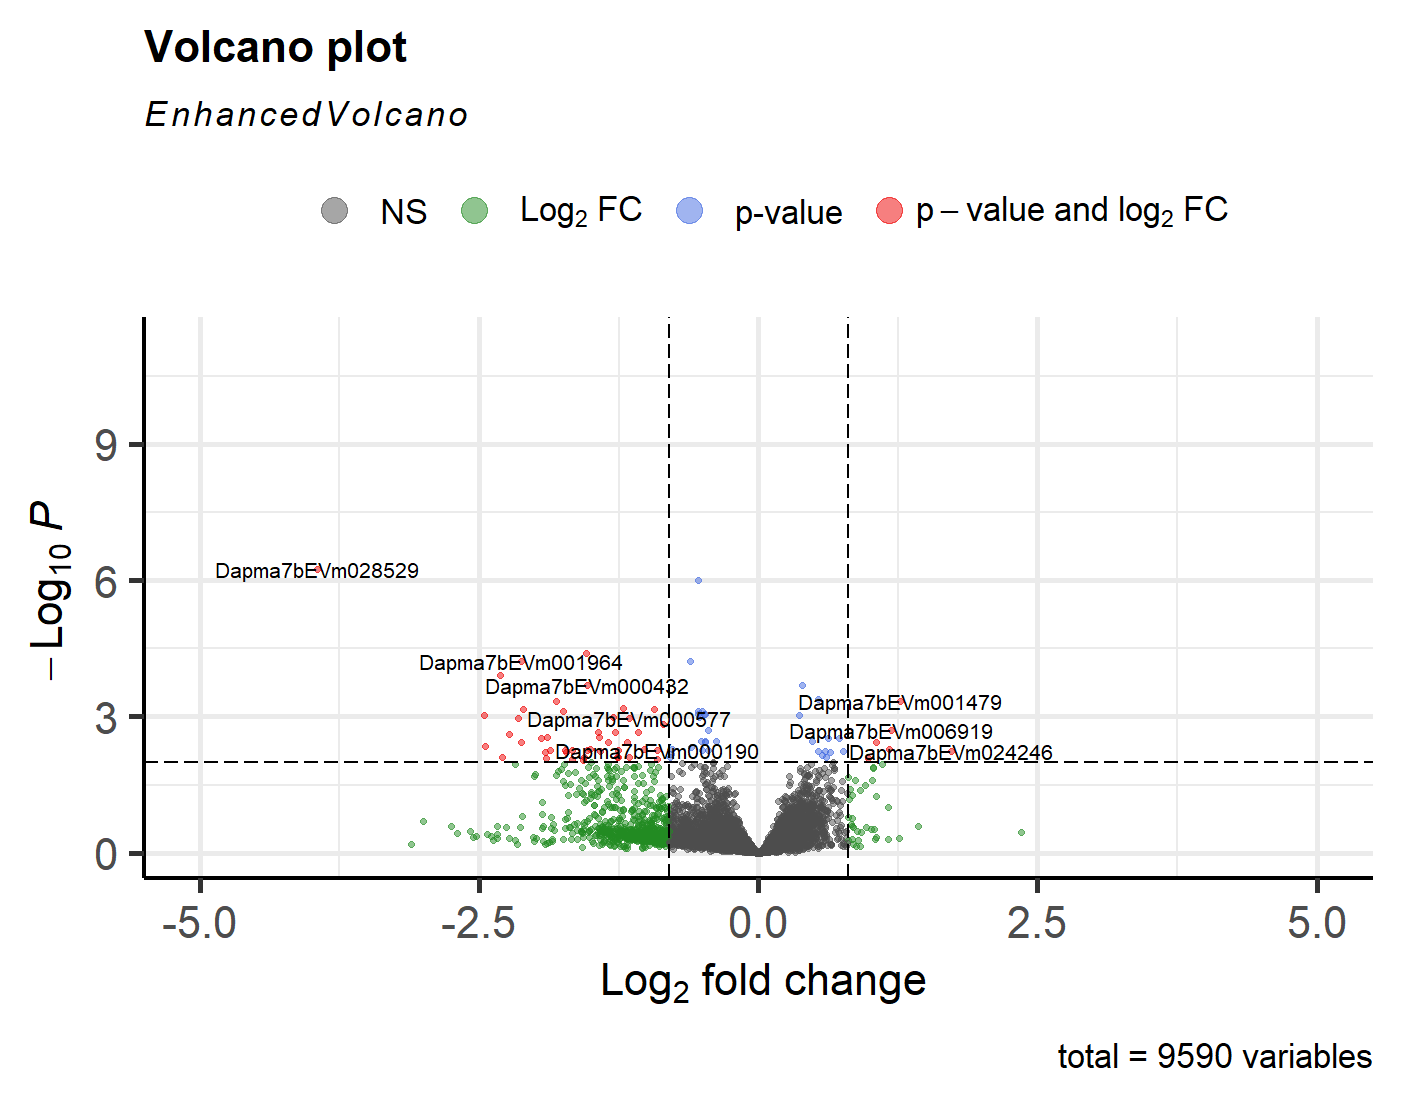 Volcano plot
EnhancedVolcano
NS Log2 FC p-value p – value and log2 FC
9
6
3
0
– Log10 P
Dapma7bEVm028529
Dapma7bEVm001964
Dapma7bEVm000432
Dapma7bEVm001479
Dapma7bEVm000577
Dapma7bEVm006919
Dapma7bEVm000190
Dapma7bEVm024246
-5.0 -2.5 0.0 2.5 5.0
Log2 fold change
total = 9590 variables